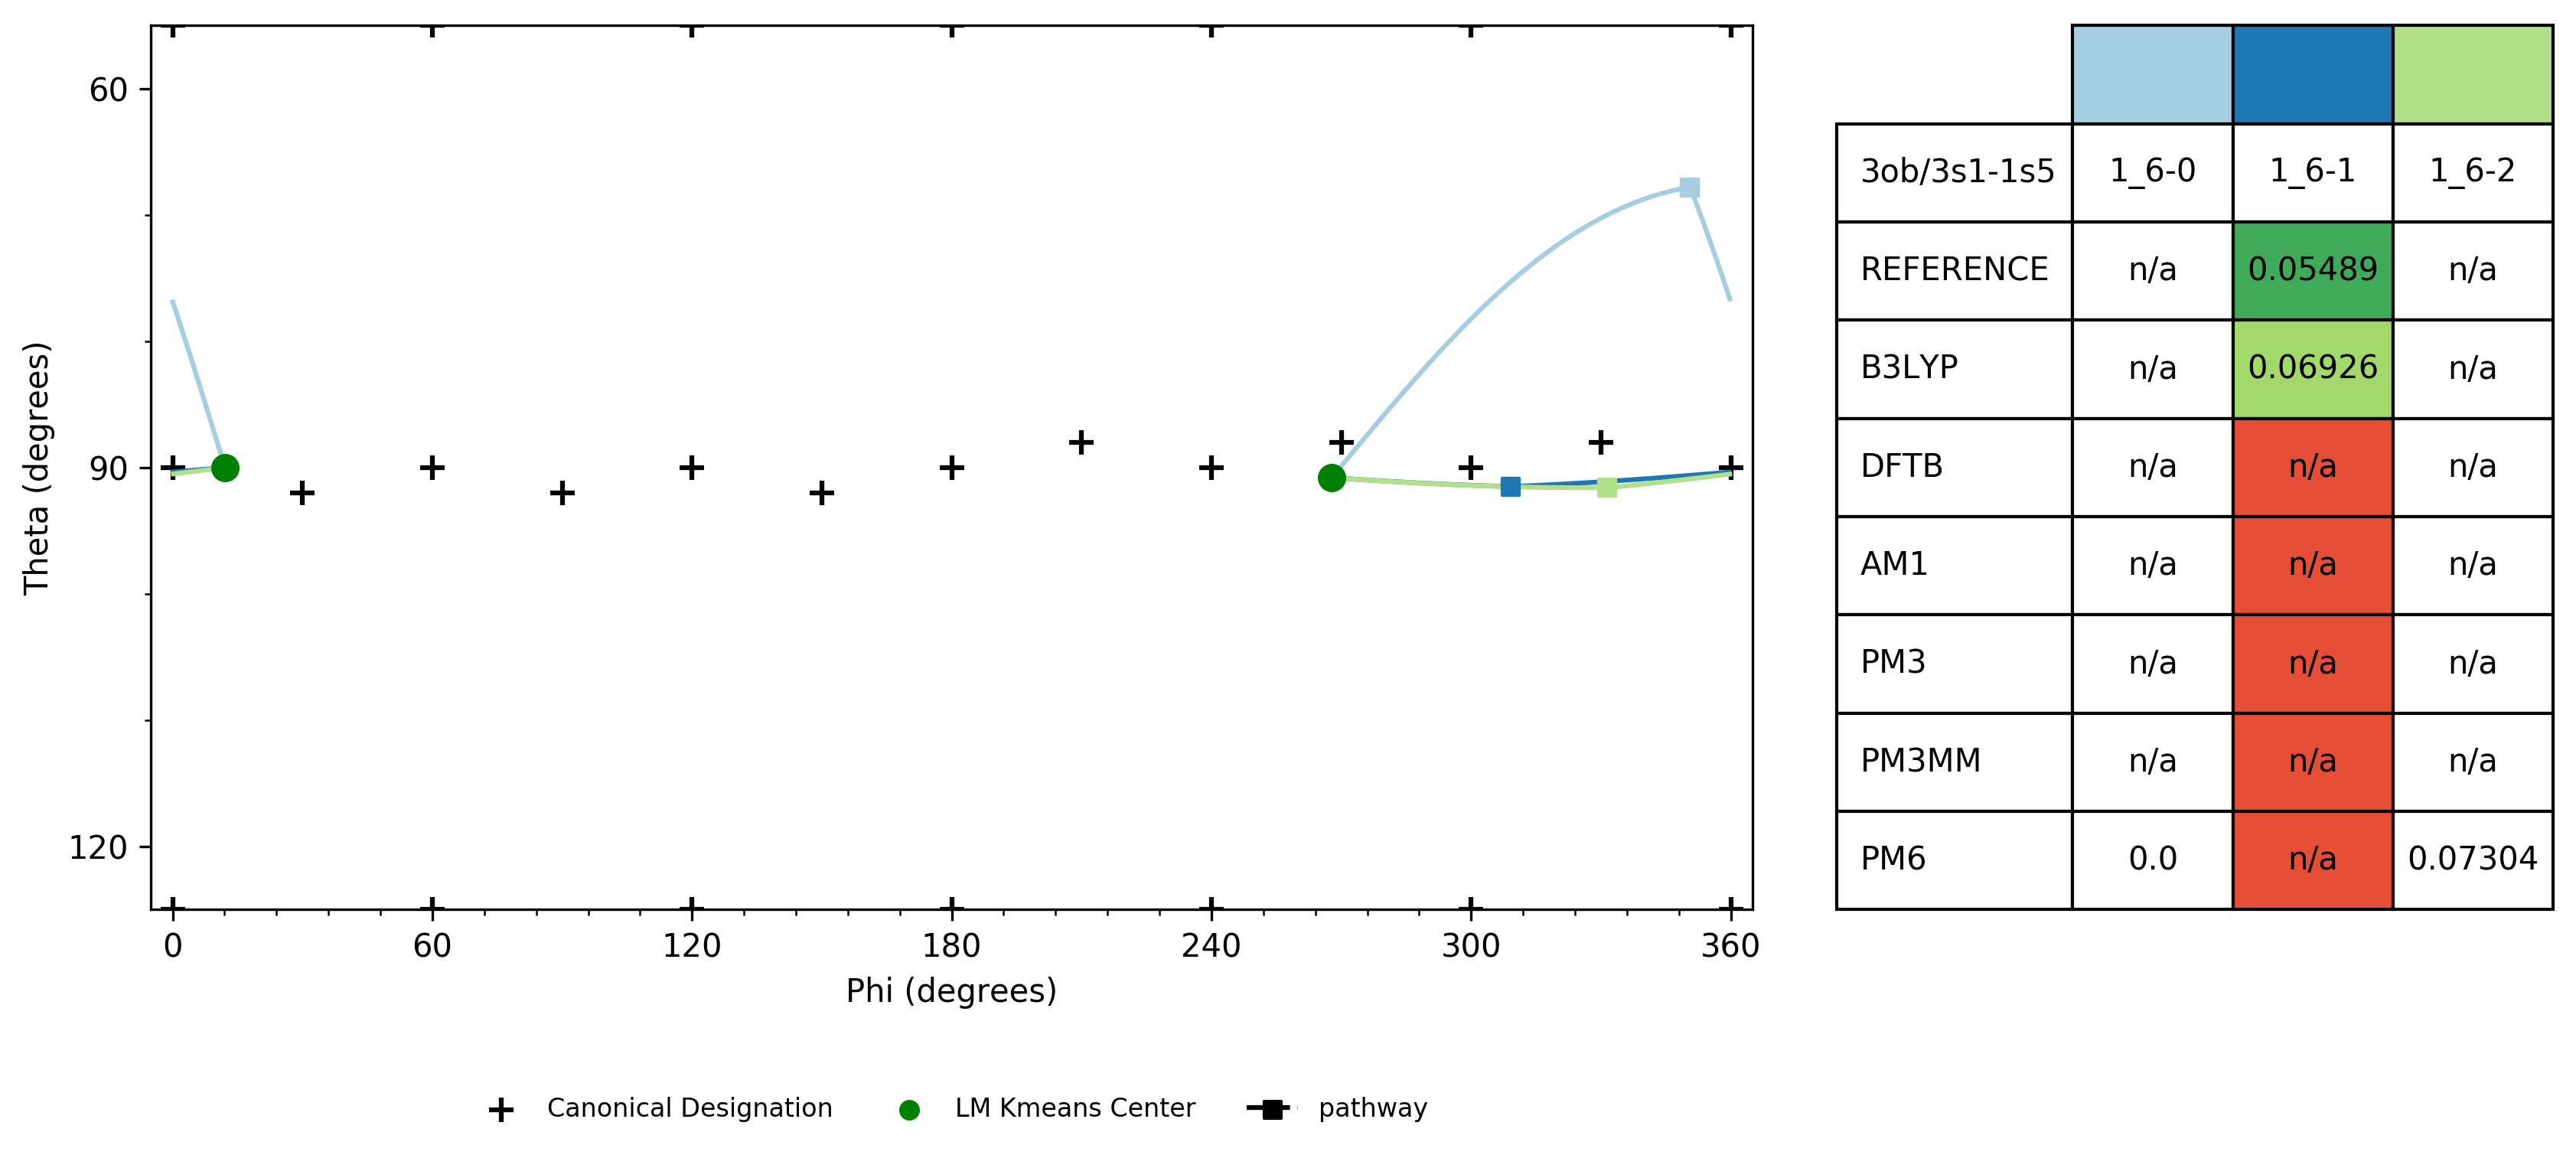 60
90
120
Theta (degrees)
0 60 120 180 240 300 360
Phi (degrees)
Canonical Designation LM Kmeans Center pathway
3ob/3s1-1s5 1_6-0 1_6-1 1_6-2
REFERENCE n/a 0.05489 n/a
B3LYP n/a 0.06926 n/a
DFTB n/a n/a n/a
AM1 n/a n/a n/a
PM3 n/a n/a n/a
PM3MM n/a n/a n/a
PM6 0.0 n/a 0.07304